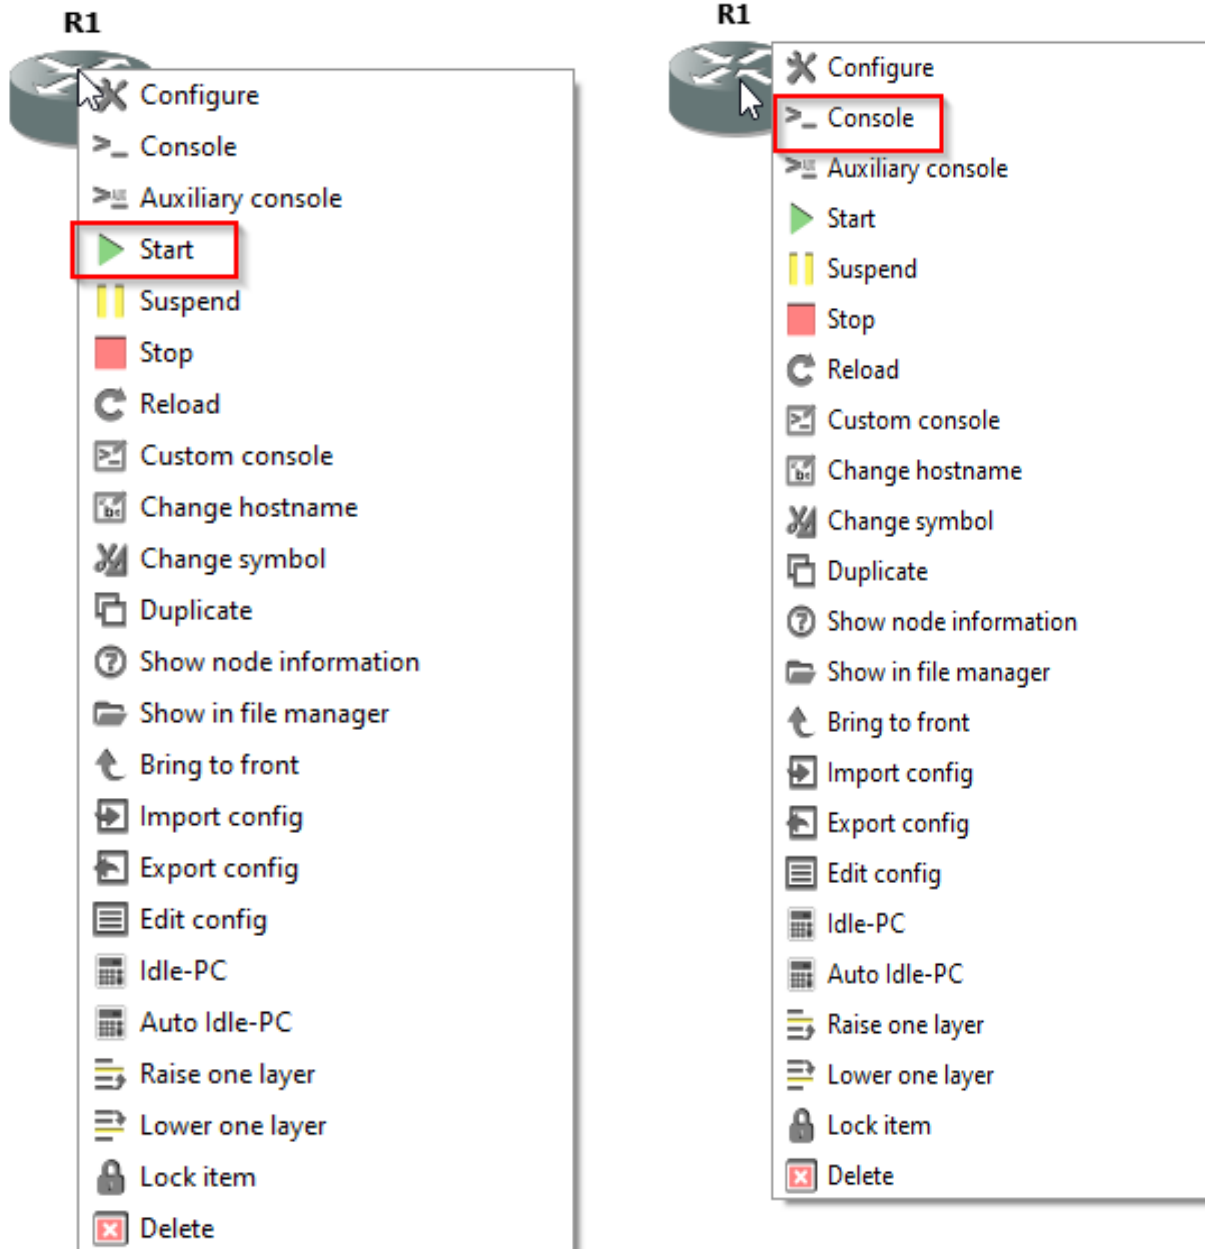 R1
Configure
Console
Auxiliary console
Start
Suspend
Stop
Reload
Custom console
Change hostname
Change symbol
Duplicate
Show node information
Show in file manager
Bring to front
Import config
Export config
Edit config
Idle-PC
Auto Idle-PC
Raise one layer
Lower one layer
Lock item
Delete
R1
Configure
Console
Auxiliary console
Start
Suspend
Stop
Reload
Custom console
Change hostname
Change symbol
Duplicate
Show node information
Show in file manager
Bring to front
Import config
Export config
Edit config
Idle-PC
Auto Idle-PC
Raise one layer
Lower one layer
Lock item
Delete